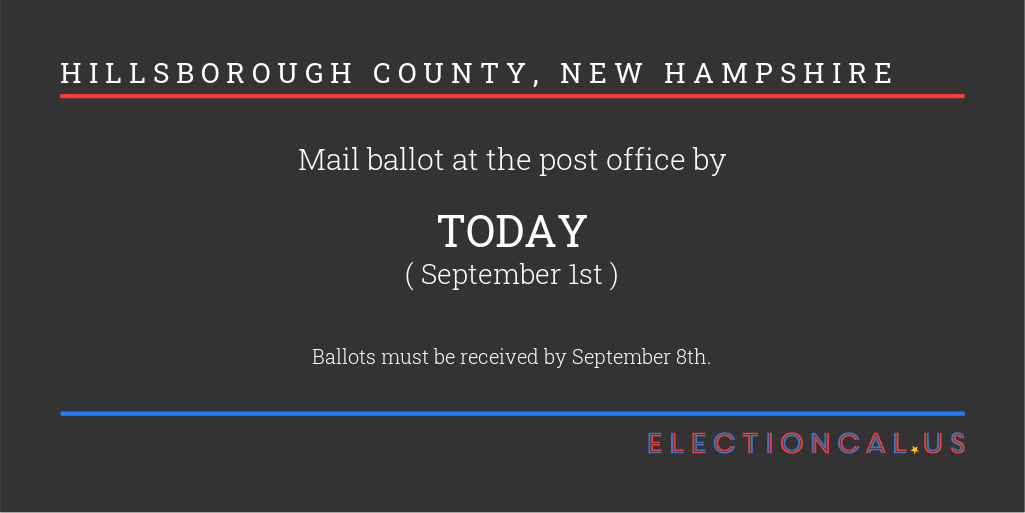 HILLSBOROUGH COUNTY, NEW HAMPSHIRE
Mail ballot at the post office by
TODAY
( September 1st )
Ballots must be received by September 8th.
ELECTIONCAL.US